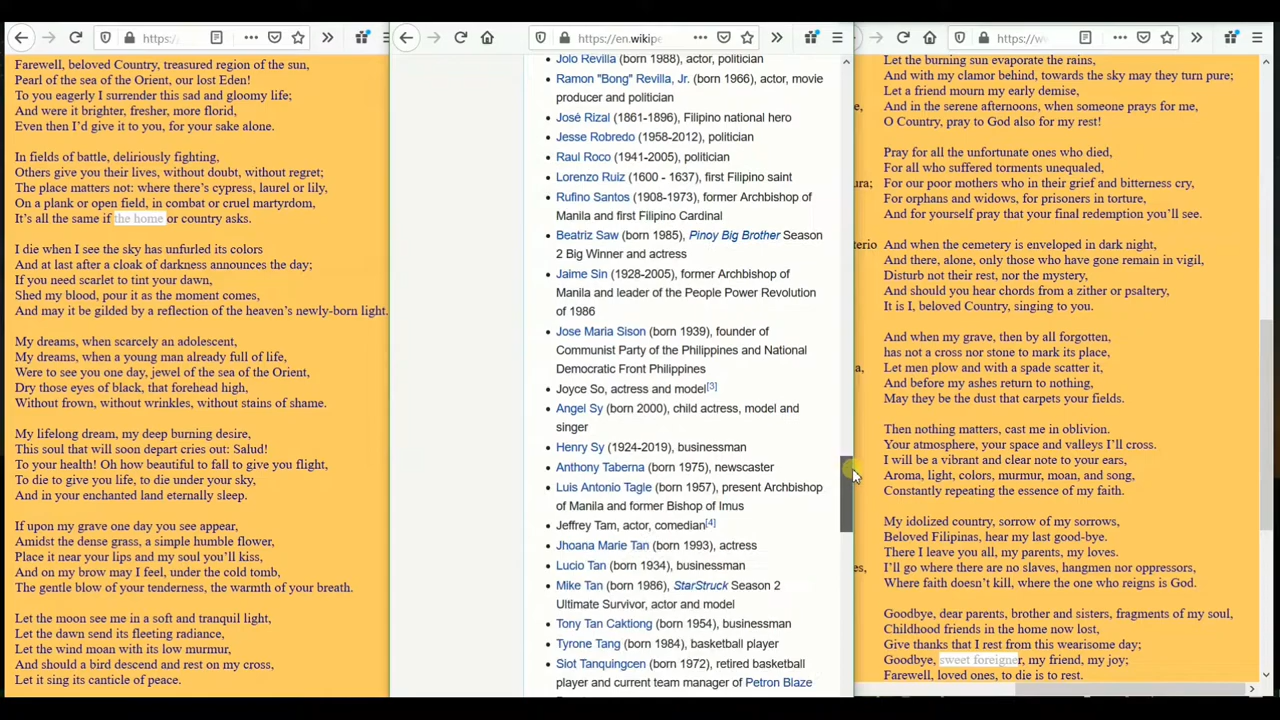 https://
https://en.wikipe
https://w
Farewell, beloved Country, treasured region of the sun,
Pearl of the sea of the Orient, our lost Eden!
To you eagerly I surrender this sad and gloomy life;
And were it brighter, fresher, more florid,
Even then I'd give it to you, for your sake alone.
In fields of battle, deliriously fighting,
Others give you their lives, without doubt, without regret;
The place matters not: where there's cypress, laurel or lily,
On a plank or open field, in combat or cruel martyrdom,
It's all the same if the home or country asks.
I die when I see the sky has unfurled its colors
And at last after a cloak of darkness announces the day;
If you need scarlet to tint your dawn,
Shed my blood, pour it as the moment comes,
And may it be gilded by a reflection of the heaven's newly-born light.
My dreams, when scarcely an adolescent,
My dreams, when a young man already full of life,
Were to see you one day, jewel of the sea of the Orient,
Dry those eyes of black, that forehead high,
Without frown, without wrinkles, without stains of shame.
My lifelong dream, my deep burning desire,
This soul that will soon depart cries out: Salud!
To your health! Oh how beautiful to fall to give you flight,
To die to give you life, to die under your sky,
And in your enchanted land eternally sleep.
If upon my grave one day you see appear,
Amidst the dense grass, a simple humble flower,
Place it near your lips and my soul you'll kiss,
And on my brow may I feel, under the cold tomb,
The gentle blow of your tenderness, the warmth of your breath.
Let the moon see me in a soft and tranquil light,
Let the dawn send its fleeting radiance,
Let the wind moan with its low murmur,
And should a bird descend and rest on my cross,
Let it sing its canticle of peace.
Jolo Revilla (born 1988), actor, politician
Ramon "Bong" Revilla, Jr. (born 1966), actor, movie
producer and politician
José Rizal (1861-1896), Filipino national hero
Jesse Robredo (1958-2012), politician
Raul Roco (1941-2005), politician
Lorenzo Ruiz (1600 - 1637), first Filipino saint
Rufino Santos (1908-1973), former Archbishop of
Manila and first Filipino Cardinal
Beatriz Saw (born 1985), Pinoy Big Brother Season
2 Big Winner and actress
Jaime Sin (1928-2005), former Archbishop of
Manila and leader of the People Power Revolution
of 1986
Jose Maria Sison (born 1939), founder of
Communist Party of the Philippines and National
Democratic Front Philippines
Joyce So, actress and model[3]
Angel Sy (born 2000), child actress, model and
singer
Henry Sy (1924-2019), businessman
Anthony Taberna (born 1975), newscaster
Luis Antonio Tagle (born 1957), present Archbishop
of Manila and former Bishop of Imus
Jeffrey Tam, actor, comedian[4]
Jhoana Marie Tan (born 1993), actress
Lucio Tan (born 1934), businessman
Mike Tan (born 1986), StarStruck Season 2
Ultimate Survivor, actor and model
Tony Tan Caktiong (born 1954), businessman
Tyrone Tang (born 1984), basketball player
Slot Tanquingcen (born 1972), retired basketball
player and current team manager of Petron Blaze
ura;
terio
a,
es,
Let the burning sun evaporate the rains,
And with my clamor behind, towards the sky may they turn pure;
Let a friend mourn my early demise,
And in the serene afternoons, when someone prays for me,
O Country, pray to God also for my rest!
Pray for all the unfortunate ones who died,
For all who suffered torments unequaled,
For our poor mothers who in their grief and bitterness cry,
For orphans and widows, for prisoners in torture,
And for yourself pray that your final redemption you'll see.
And when the cemetery is enveloped in dark night,
And there, alone, only those who have gone remain in vigil,
Disturb not their rest, nor the mystery,
And should you hear chords from a zither or psaltery,
It is I, beloved Country, singing to you.
And when my grave, then by all forgotten,
has not a cross nor stone to mark its place,
Let men plow and with a spade scatter it,
And before my ashes return to nothing,
May they be the dust that carpets your fields.
Then nothing matters, cast me in oblivion.
Your atmosphere, your space and valleys I'll cross.
I will be a vibrant and clear note to your ears,
Aroma, light, colors, murmur, moan, and song,
Constantly repeating the essence of my faith.
My idolized country, sorrow of my sorrows,
Beloved Filipinas, hear my last good-bye.
There I leave you all, my parents, my loves.
I'll go where there are no slaves, hangmen nor oppressors,
Where faith doesn't kill, where the one who reigns is God.
Goodbye, dear parents, brother and sisters, fragments of my soul,
Childhood friends in the home now lost,
Give thanks that I rest from this wearisome day;
Goodbye, sweet foreigner, my friend, my joy;
Farewell, loved ones, to die is to rest.